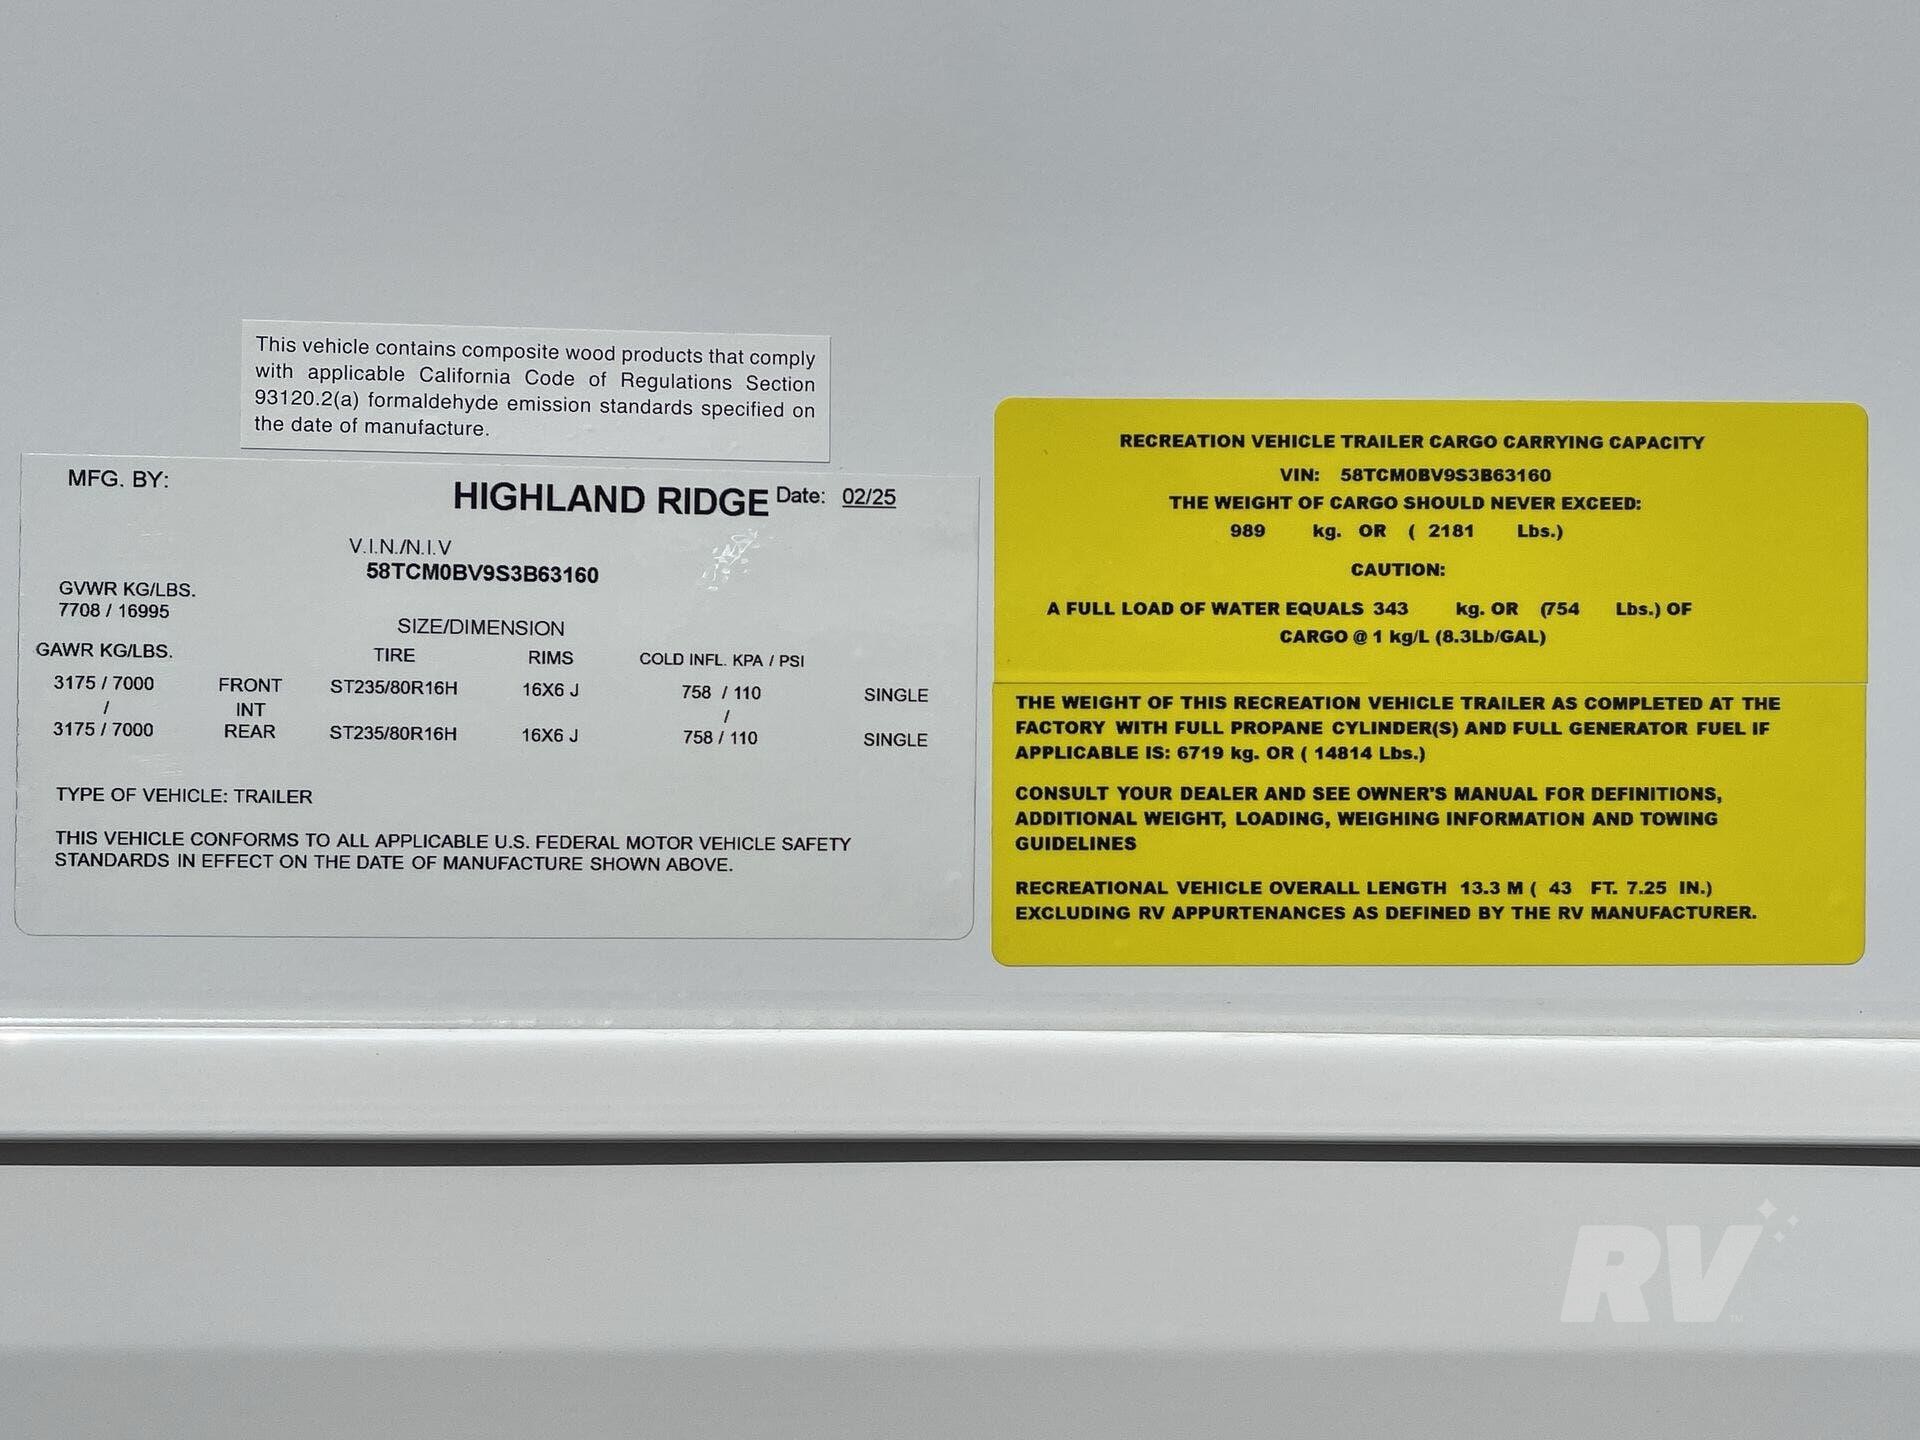 This vehicle contains composite wood products that comply
with applicable California Code of Regulations Section
93120.2(a) formaldehyde emission standards specified on
the date of manufacture.
MFG. BY:
HIGHLAND RIDGE Date: 02/25
V.I.N./N.I.V
58TCM0BV9S3B63160
GVWR KG/LBS.
7708 / 16995
SIZE/DIMENSION
GAWR KG/LBS. TIRE RIMS COLD INFL. KPA / PSI
3175 / 7000 FRONT ST235/80R16H 16X6 J 758 / 110 SINGLE
/ INT /
3175 / 7000 REAR ST235/80R16H 16X6 J 758 / 110 SINGLE
TYPE OF VEHICLE: TRAILER
THIS VEHICLE CONFORMS TO ALL APPLICABLE U.S. FEDERAL MOTOR VEHICLE SAFETY
STANDARDS IN EFFECT ON THE DATE OF MANUFACTURE SHOWN ABOVE.
RECREATION VEHICLE TRAILER CARGO CARRYING CAPACITY
VIN: 58TCM0BV9S3B63160
THE WEIGHT OF CARGO SHOULD NEVER EXCEED:
989 kg. OR ( 2181 Lbs.)
CAUTION:
A FULL LOAD OF WATER EQUALS 343 kg. OR (754 Lbs.) OF
CARGO @ 1 kg/L (8.3Lb/GAL)
THE WEIGHT OF THIS RECREATION VEHICLE TRAILER AS COMPLETED AT THE
FACTORY WITH FULL PROPANE CYLINDER(S) AND FULL GENERATOR FUEL IF
APPLICABLE IS: 6719 kg. OR ( 14814 Lbs.)
CONSULT YOUR DEALER AND SEE OWNER'S MANUAL FOR DEFINITIONS,
ADDITIONAL WEIGHT, LOADING, WEIGHING INFORMATION AND TOWING
GUIDELINES
RECREATIONAL VEHICLE OVERALL LENGTH 13.3 M ( 43 FT. 7.25 IN.)
EXCLUDING RV APPURTENANCES AS DEFINED BY THE RV MANUFACTURER.
RV